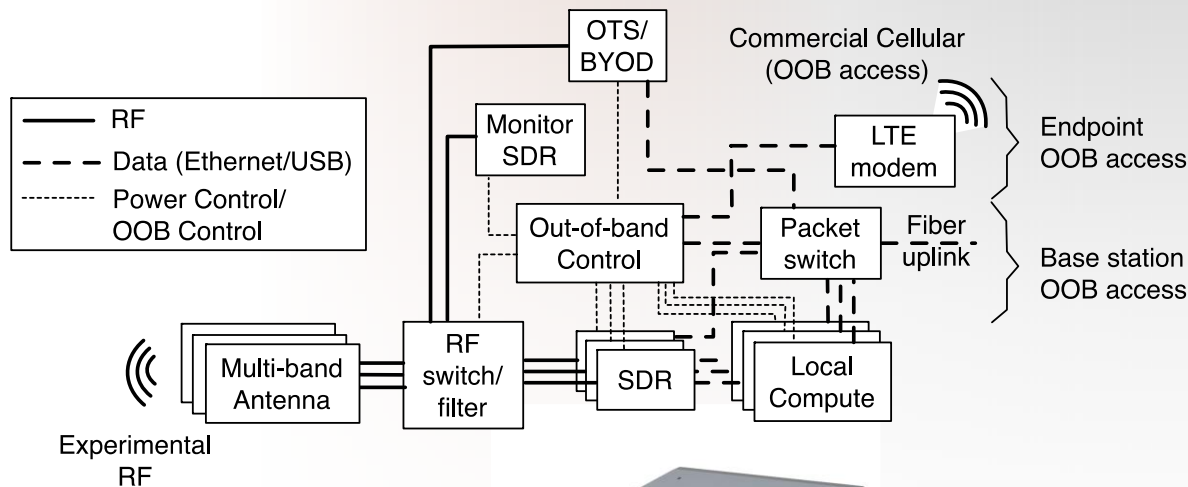 OTS/
BYOD
Commercial Cellular
(OOB access)
RF
Data (Ethernet/USB)
Power Control/
OOB Control
Monitor
SDR
LTE
modem
Endpoint
OOB access
Out-of-band
Control
Packet
switch
Fiber
uplink
Base station
OOB access
Multi-band
Antenna
RF
switch/
filter
SDR
Local
Compute
Experimental
RF